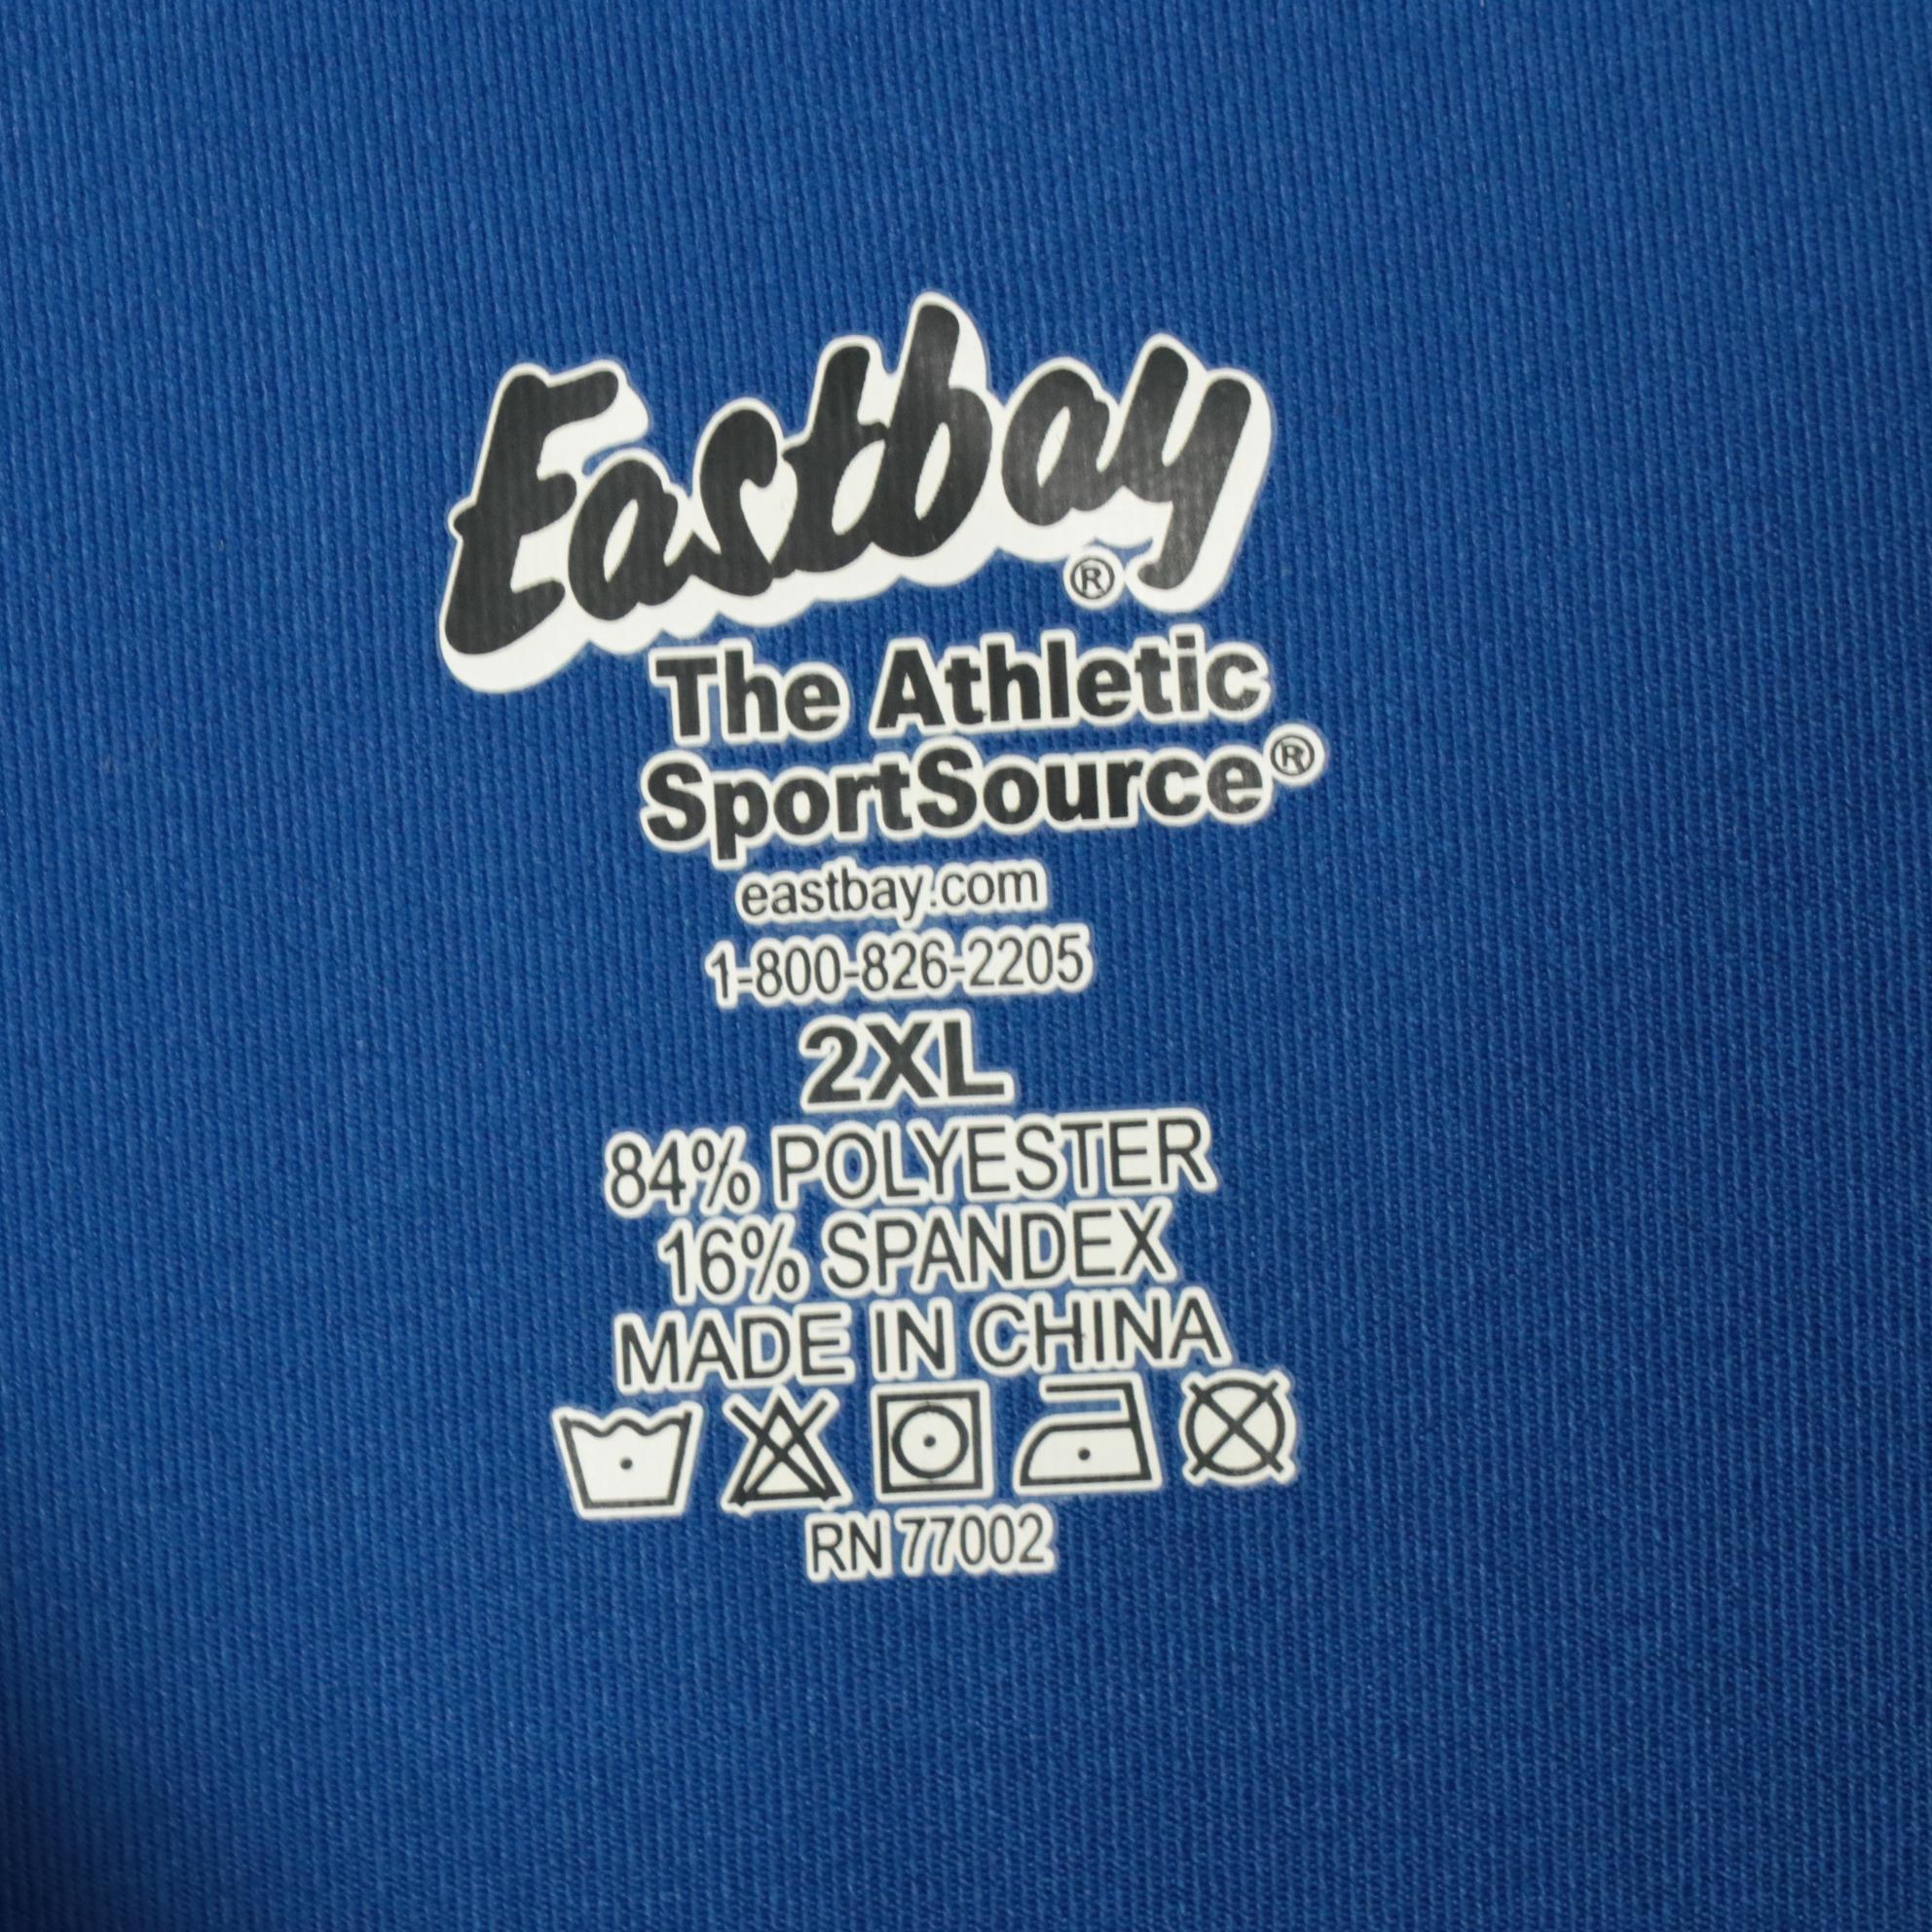 Eastbay®
The Athletic
SportSource®
eastbay.com
1-800-826-2205
2XL
84% POLYESTER
16% SPANDEX
MADE IN CHINA
RN 77002